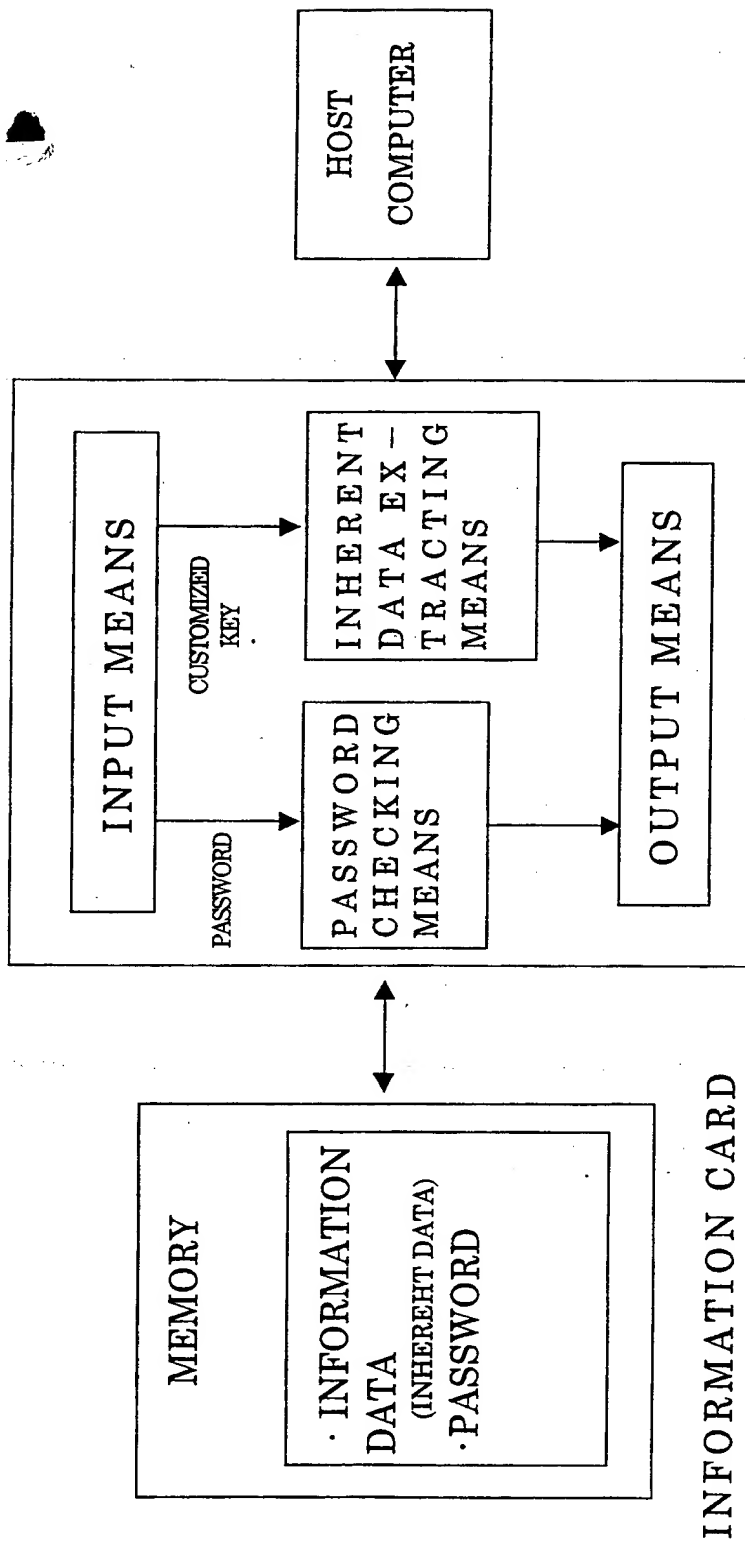 MEMORY
· INFORMATION
DATA
(INHEREHT DATA)
·PASSWORD
INFORMATION CARD
INPUT MEANS
PASSWORD
CUSTOMIZED
KEY
PASSWORD
CHECKING
MEANS
INHERENT
DATA EX–
TRACTING
MEANS
OUTPUT MEANS
HOST
COMPUTER